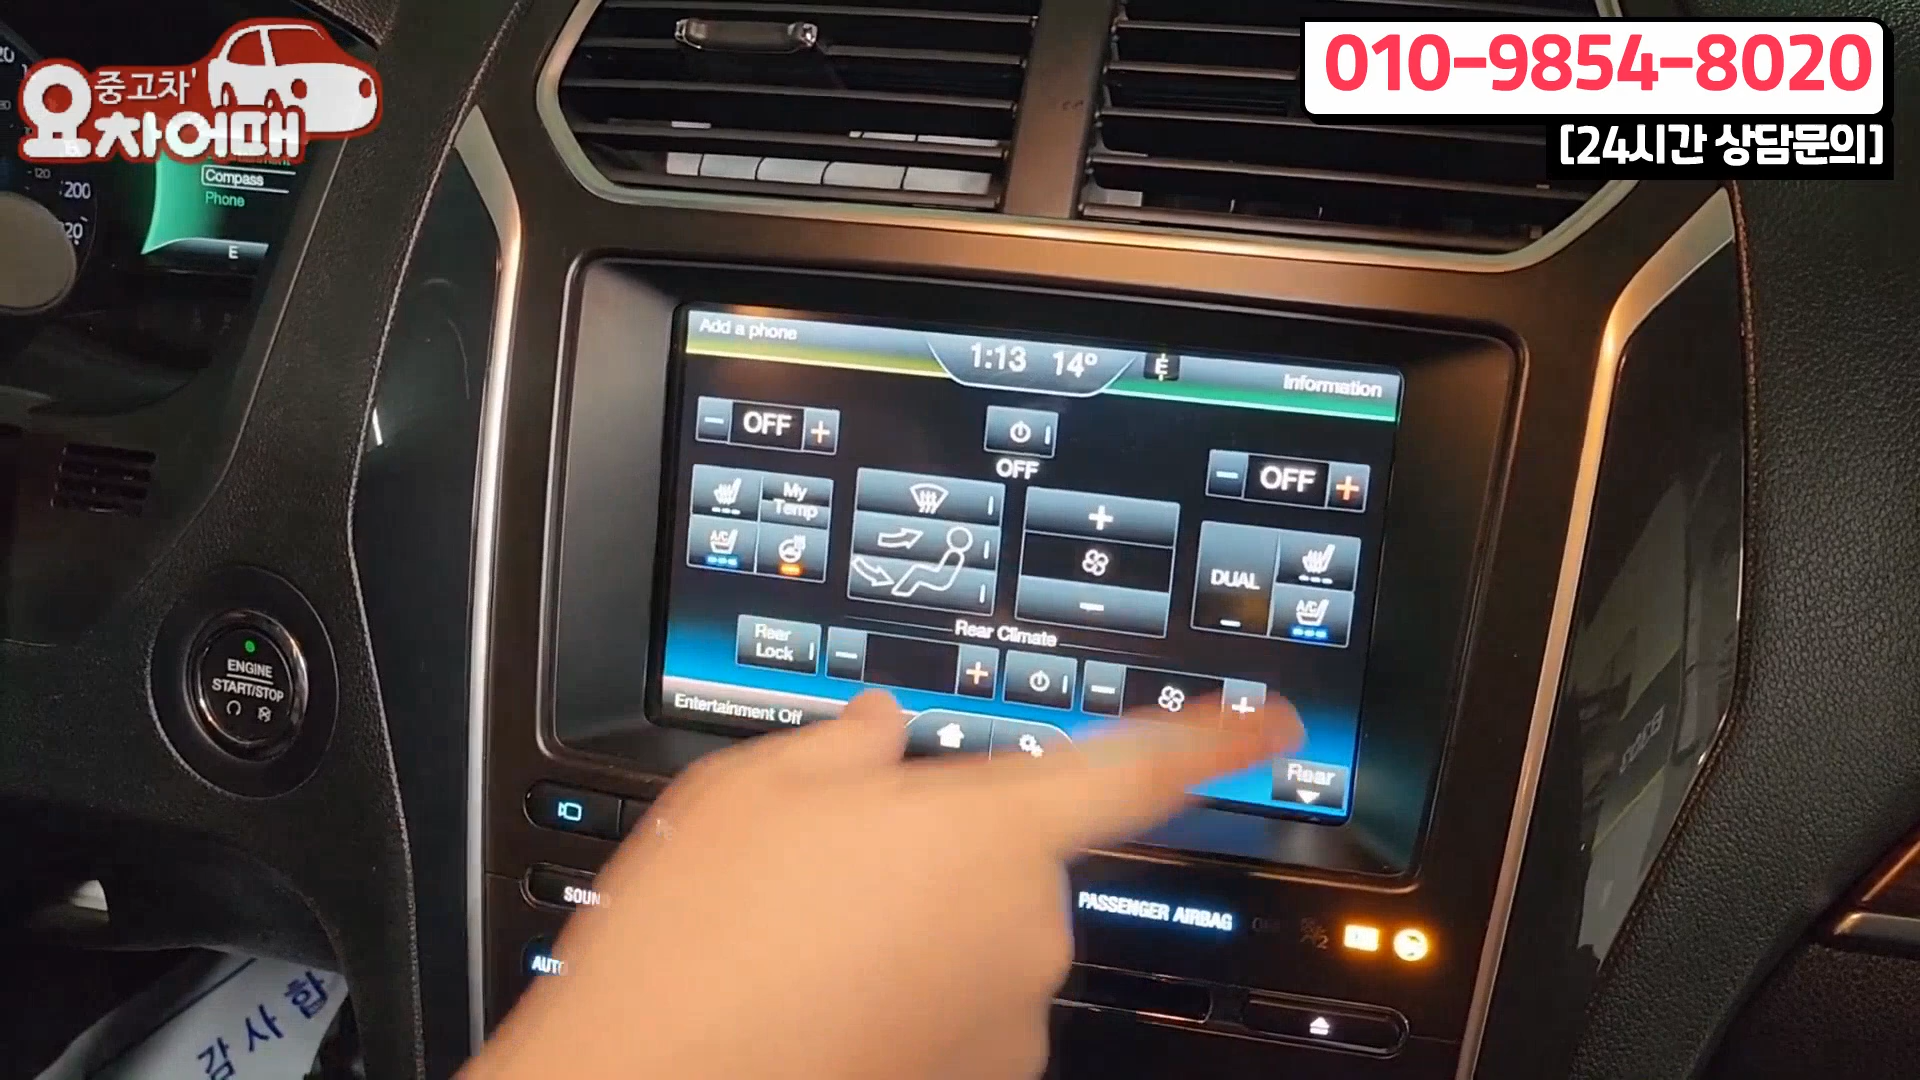 요 중고차'
차어때
010-9854-8020
[24시간 상담문의]
Compass
Phone
E
200
120
Add a phone
1:13 14° E
Information
OFF
OFF
OFF
My
Temp
A/C
DUAL
A/C
Rear Climate
Rear
Lock
Entertainment Off
Rear
ENGINE
START/STOP
SOUN
PASSENGER AIRBAG
AUTO
감사합